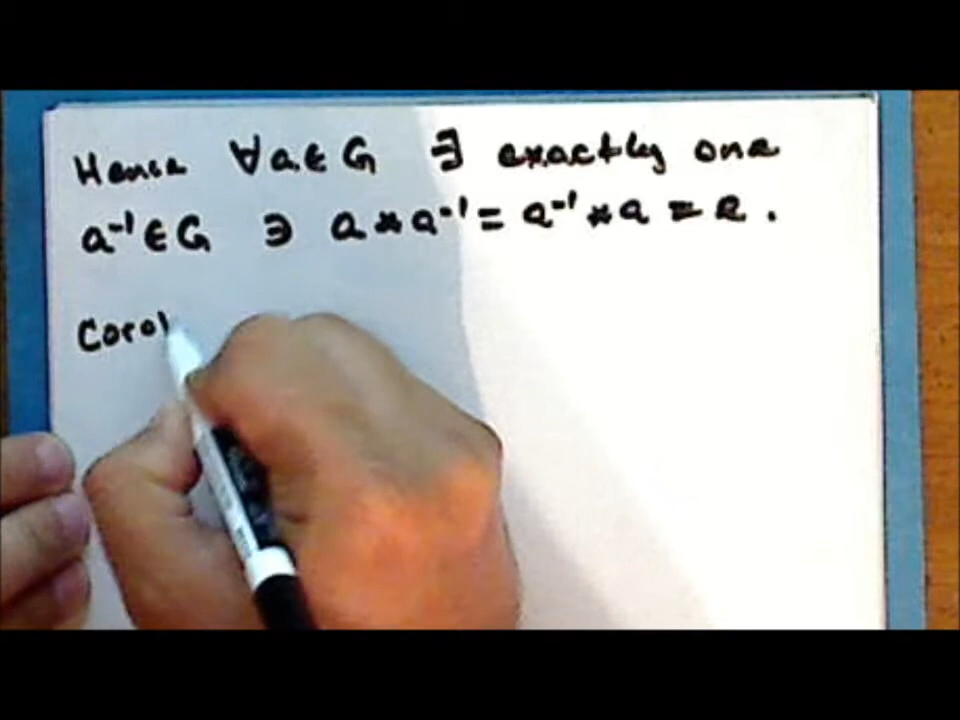 Hence ∀a∈G ∃ exactly one
a⁻¹∈G ∋ a*a⁻¹ = a⁻¹*a = e.
Corol